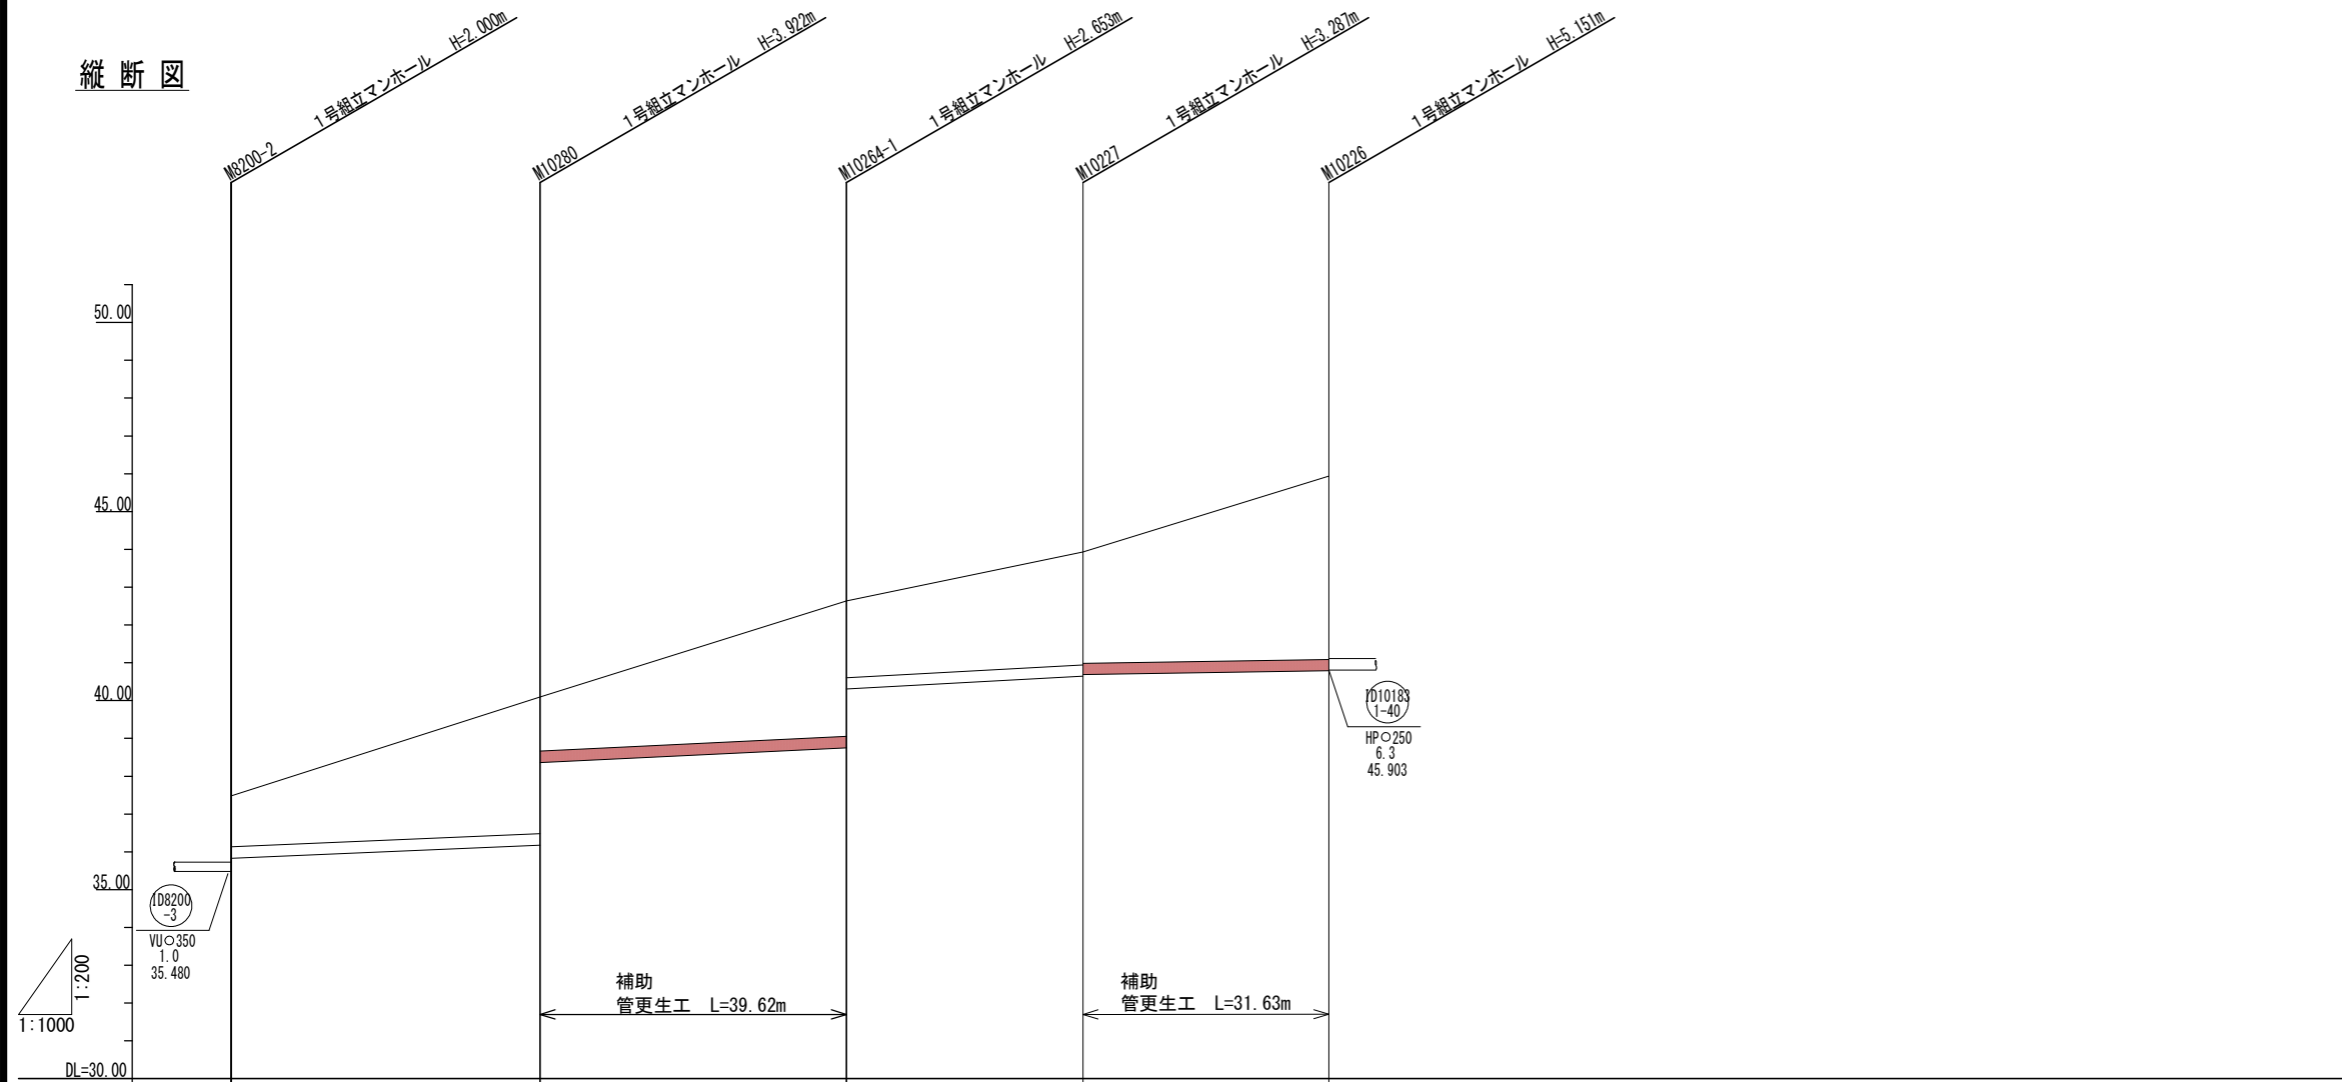 縦断図
M8200-2
1号組立マンホール H=2.000m
M10280
1号組立マンホール H=3.922m
M10264-1
1号組立マンホール H=2.653m
M10227
1号組立マンホール H=3.287m
M10226
1号組立マンホール H=5.151m
50.00
45.00
40.00
35.00
DL=30.00
ID8200
-3
VU○350
1.0
35.480
ID10183
1-40
HP○250
6.3
45.903
1:200
1:1000
補助
管更生工 L=39.62m
補助
管更生工 L=31.63m